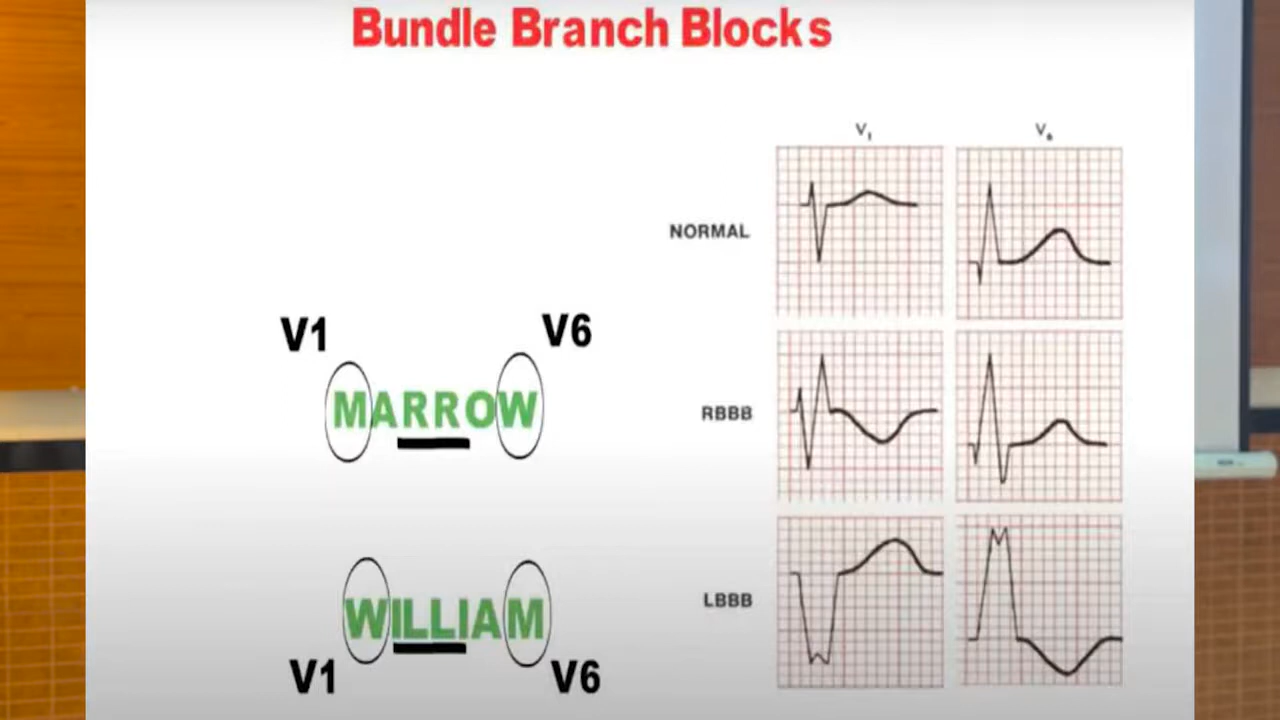 Bundle Branch Blocks
V1 V6
NORMAL
V1 V6
MARROW
RBBB
WILLIAM
LBBB
V1 V6